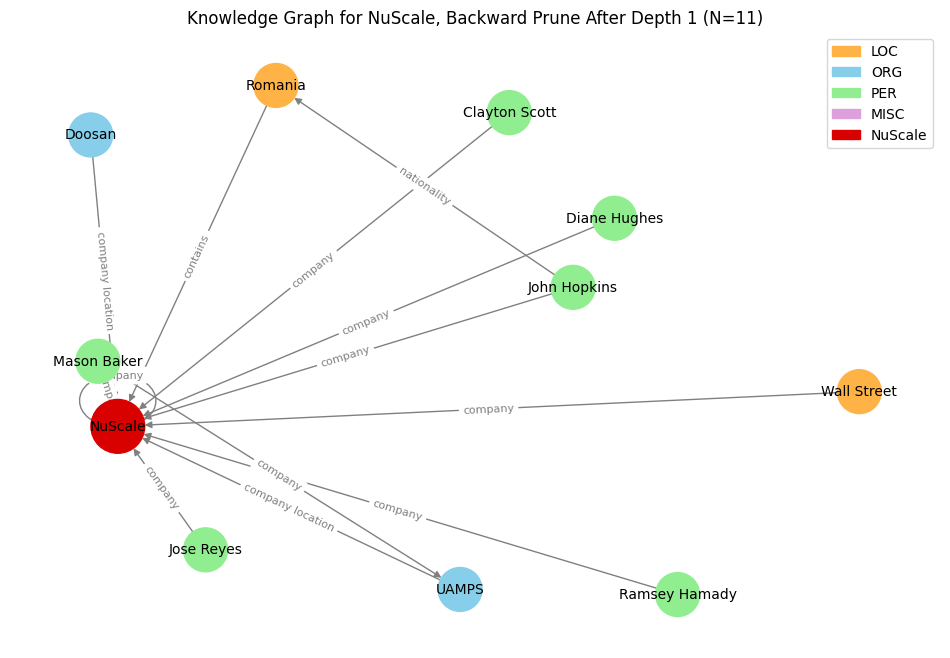 Knowledge Graph for NuScale, Backward Prune After Depth 1 (N=11)
LOC
ORG
PER
MISC
NuScale
Romania
Clayton Scott
Doosan
nationality
Diane Hughes
contains
company
company location
John Hopkins
company
company
Mason Baker
Wall Street
company
NuScale
company
company location
company
company
Jose Reyes
UAMPS
Ramsey Hamady